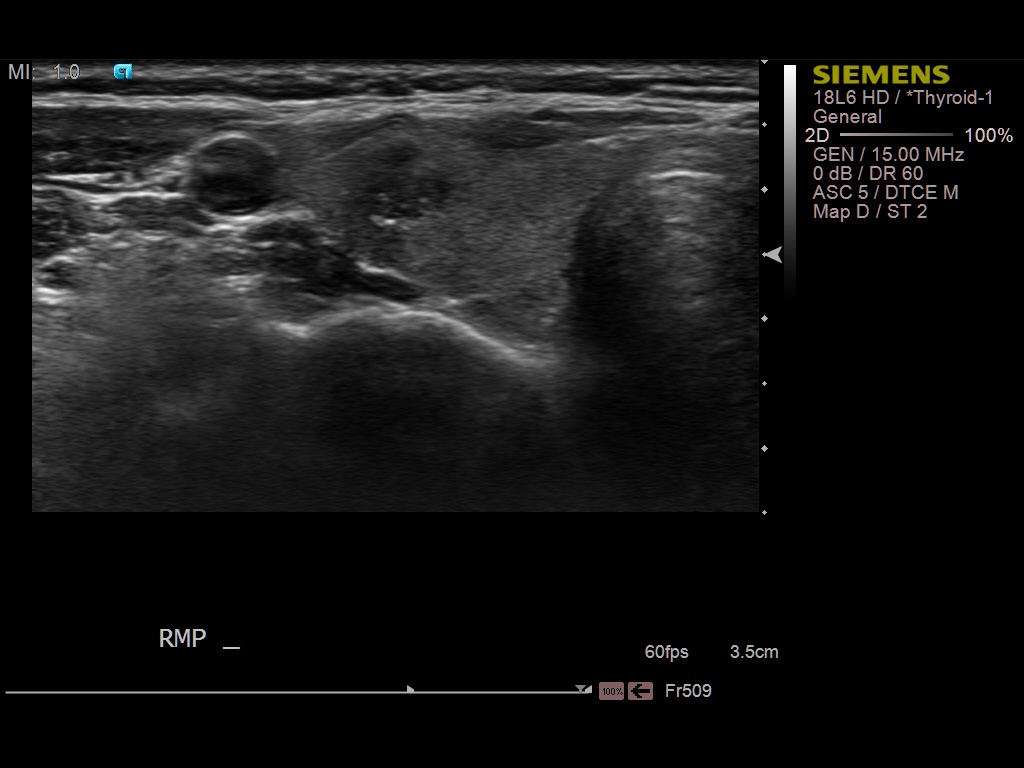 MI: 1.0
SIEMENS
18L6 HD / *Thyroid-1
General
2D 100%
GEN / 15.00 MHz
0 dB / DR 60
ASC 5 / DTCE M
Map D / ST 2
RMP _
60fps 3.5cm
100% Fr509